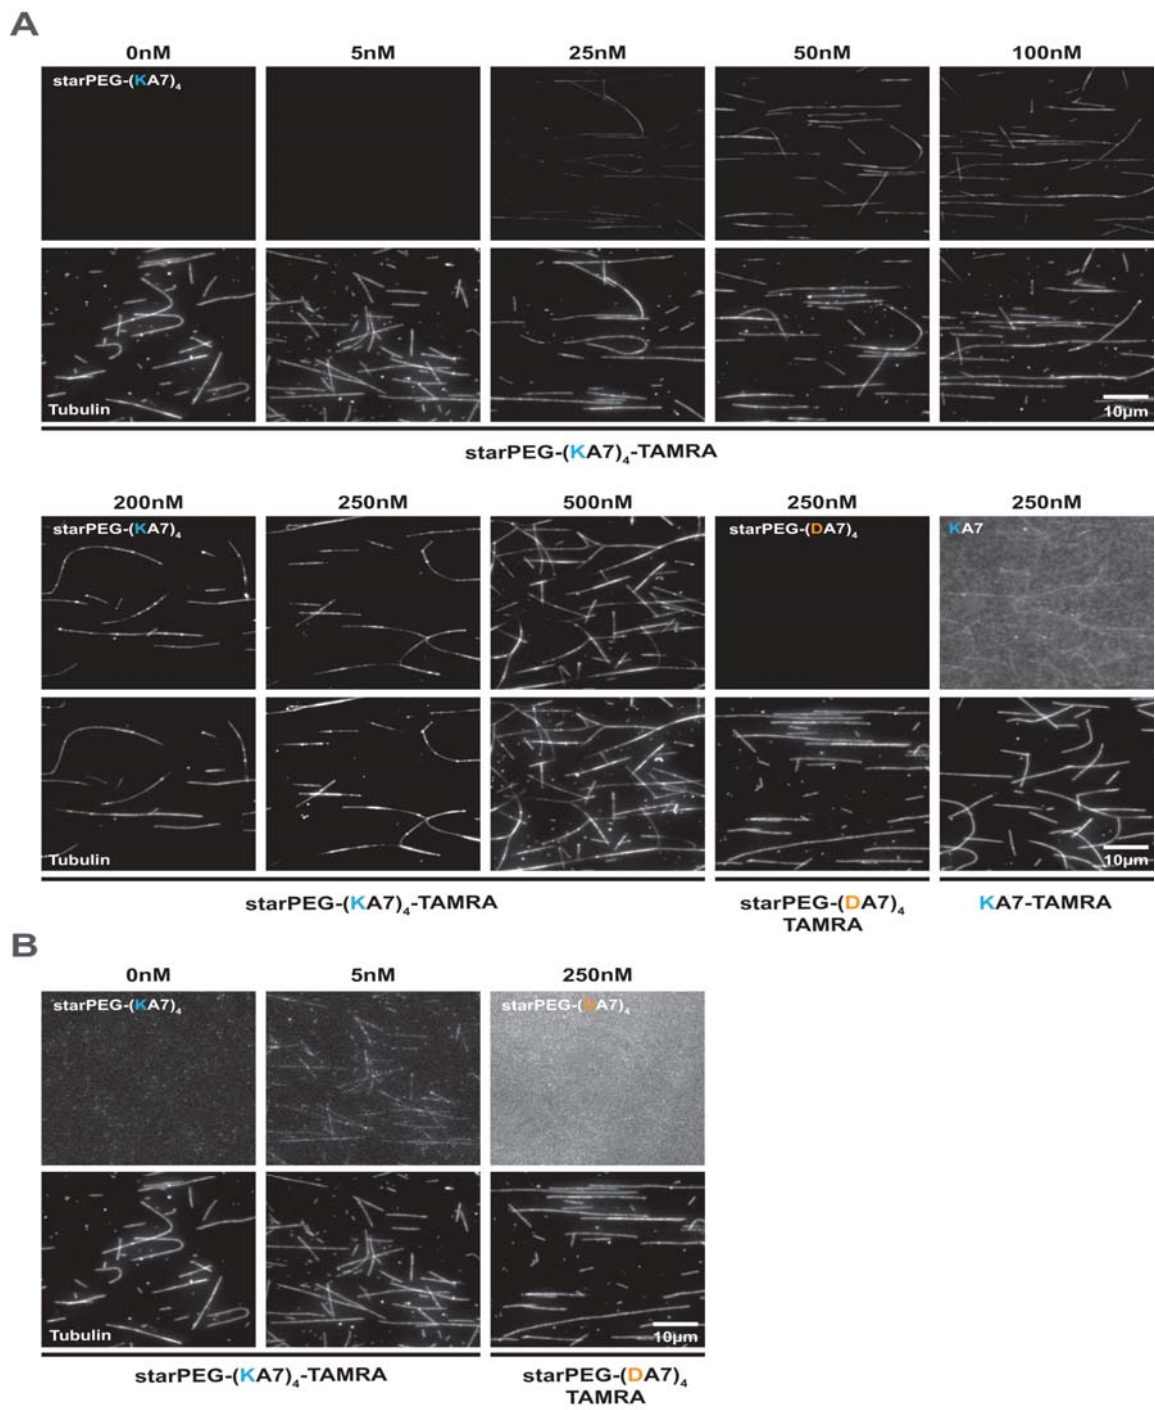 A
0nM 5nM 25nM 50nM 100nM
starPEG-(KA7)4
Tubulin
10μm
starPEG-(KA7)4-TAMRA
200nM 250nM 500nM 250nM 250nM
starPEG-(KA7)4 starPEG-(DA7)4 KA7
Tubulin
10μm
starPEG-(KA7)4-TAMRA starPEG-(DA7)4 KA7-TAMRA
TAMRA
B
0nM 5nM 250nM
starPEG-(KA7)4 starPEG-(DA7)4
Tubulin
10μm
starPEG-(KA7)4-TAMRA starPEG-(DA7)4
TAMRA